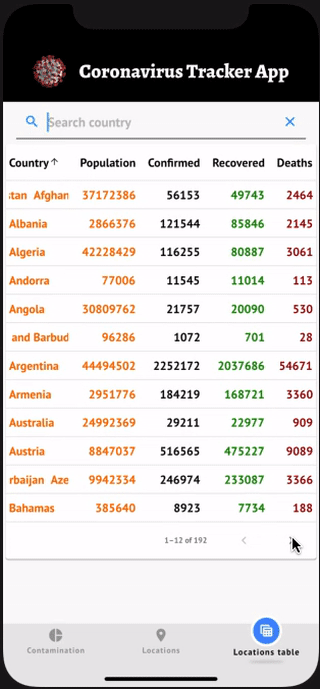 Coronavirus Tracker App
Search country
Country↑ Population Confirmed Recovered Deaths
tan Afghan 37172386 56153 49743 2464
Albania 2866376 121544 85846 2145
Algeria 42228429 116255 80887 3061
Andorra 77006 11545 11014 113
Angola 30809762 21757 20090 530
and Barbud 96286 1072 701 28
Argentina 44494502 2252172 2037686 54671
Armenia 2951776 184219 168721 3360
Australia 24992369 29211 22977 909
Austria 8847037 516565 475227 9089
rbaijan Aze 9942334 246974 233087 3366
Bahamas 385640 8923 7734 188
1–12 of 192
Contamination
Locations
Locations table